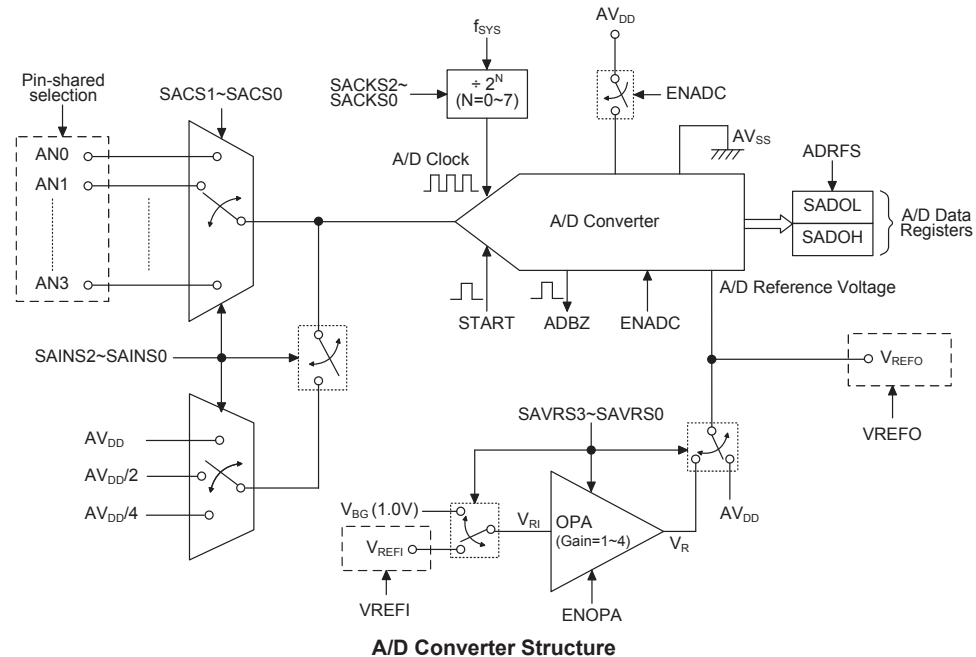 f_SYS
AV_DD
Pin-shared
selection
SACS1~SACS0
SACKS2~
SACKS0
÷ 2^N
(N=0~7)
ENADC
AN0
AN1
AN3
A/D Clock
AV_SS
ADRFS
A/D Converter
SADOL
SADOH
A/D Data
Registers
START
ADBZ
ENADC
A/D Reference Voltage
SAINS2~SAINS0
V_REFO
VREFO
SAVRS3~SAVRS0
AV_DD
AV_DD/2
AV_DD/4
V_BG (1.0V)
V_REFI
VREFI
V_RI
OPA
(Gain=1~4)
V_R
AV_DD
ENOPA
A/D Converter Structure